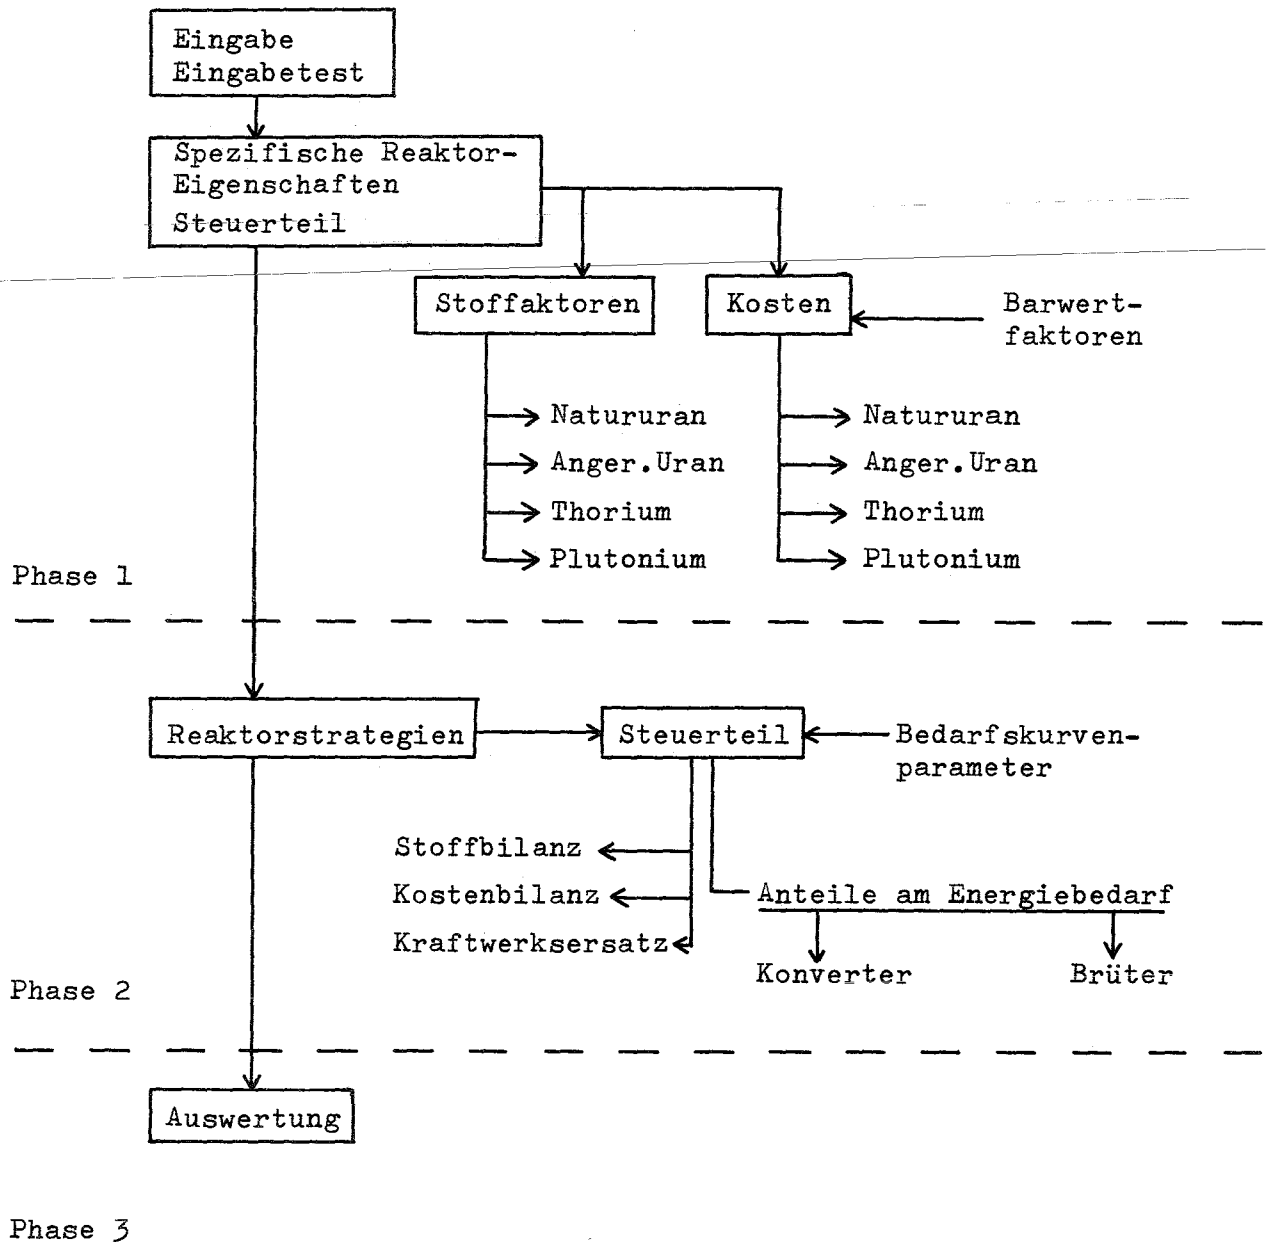 Eingabe
Eingabetest
Spezifische Reaktor-
Eigenschaften
Steuerteil
Stoffaktoren
Kosten
Barwert-
faktoren
Natururan
Anger.Uran
Thorium
Plutonium
Natururan
Anger.Uran
Thorium
Plutonium
Phase 1
Reaktorstrategien
Steuerteil
Bedarfskurven-
parameter
Stoffbilanz
Kostenbilanz
Kraftwerksersatz
Anteile am Energiebedarf
Konverter
Brüter
Phase 2
Auswertung
Phase 3